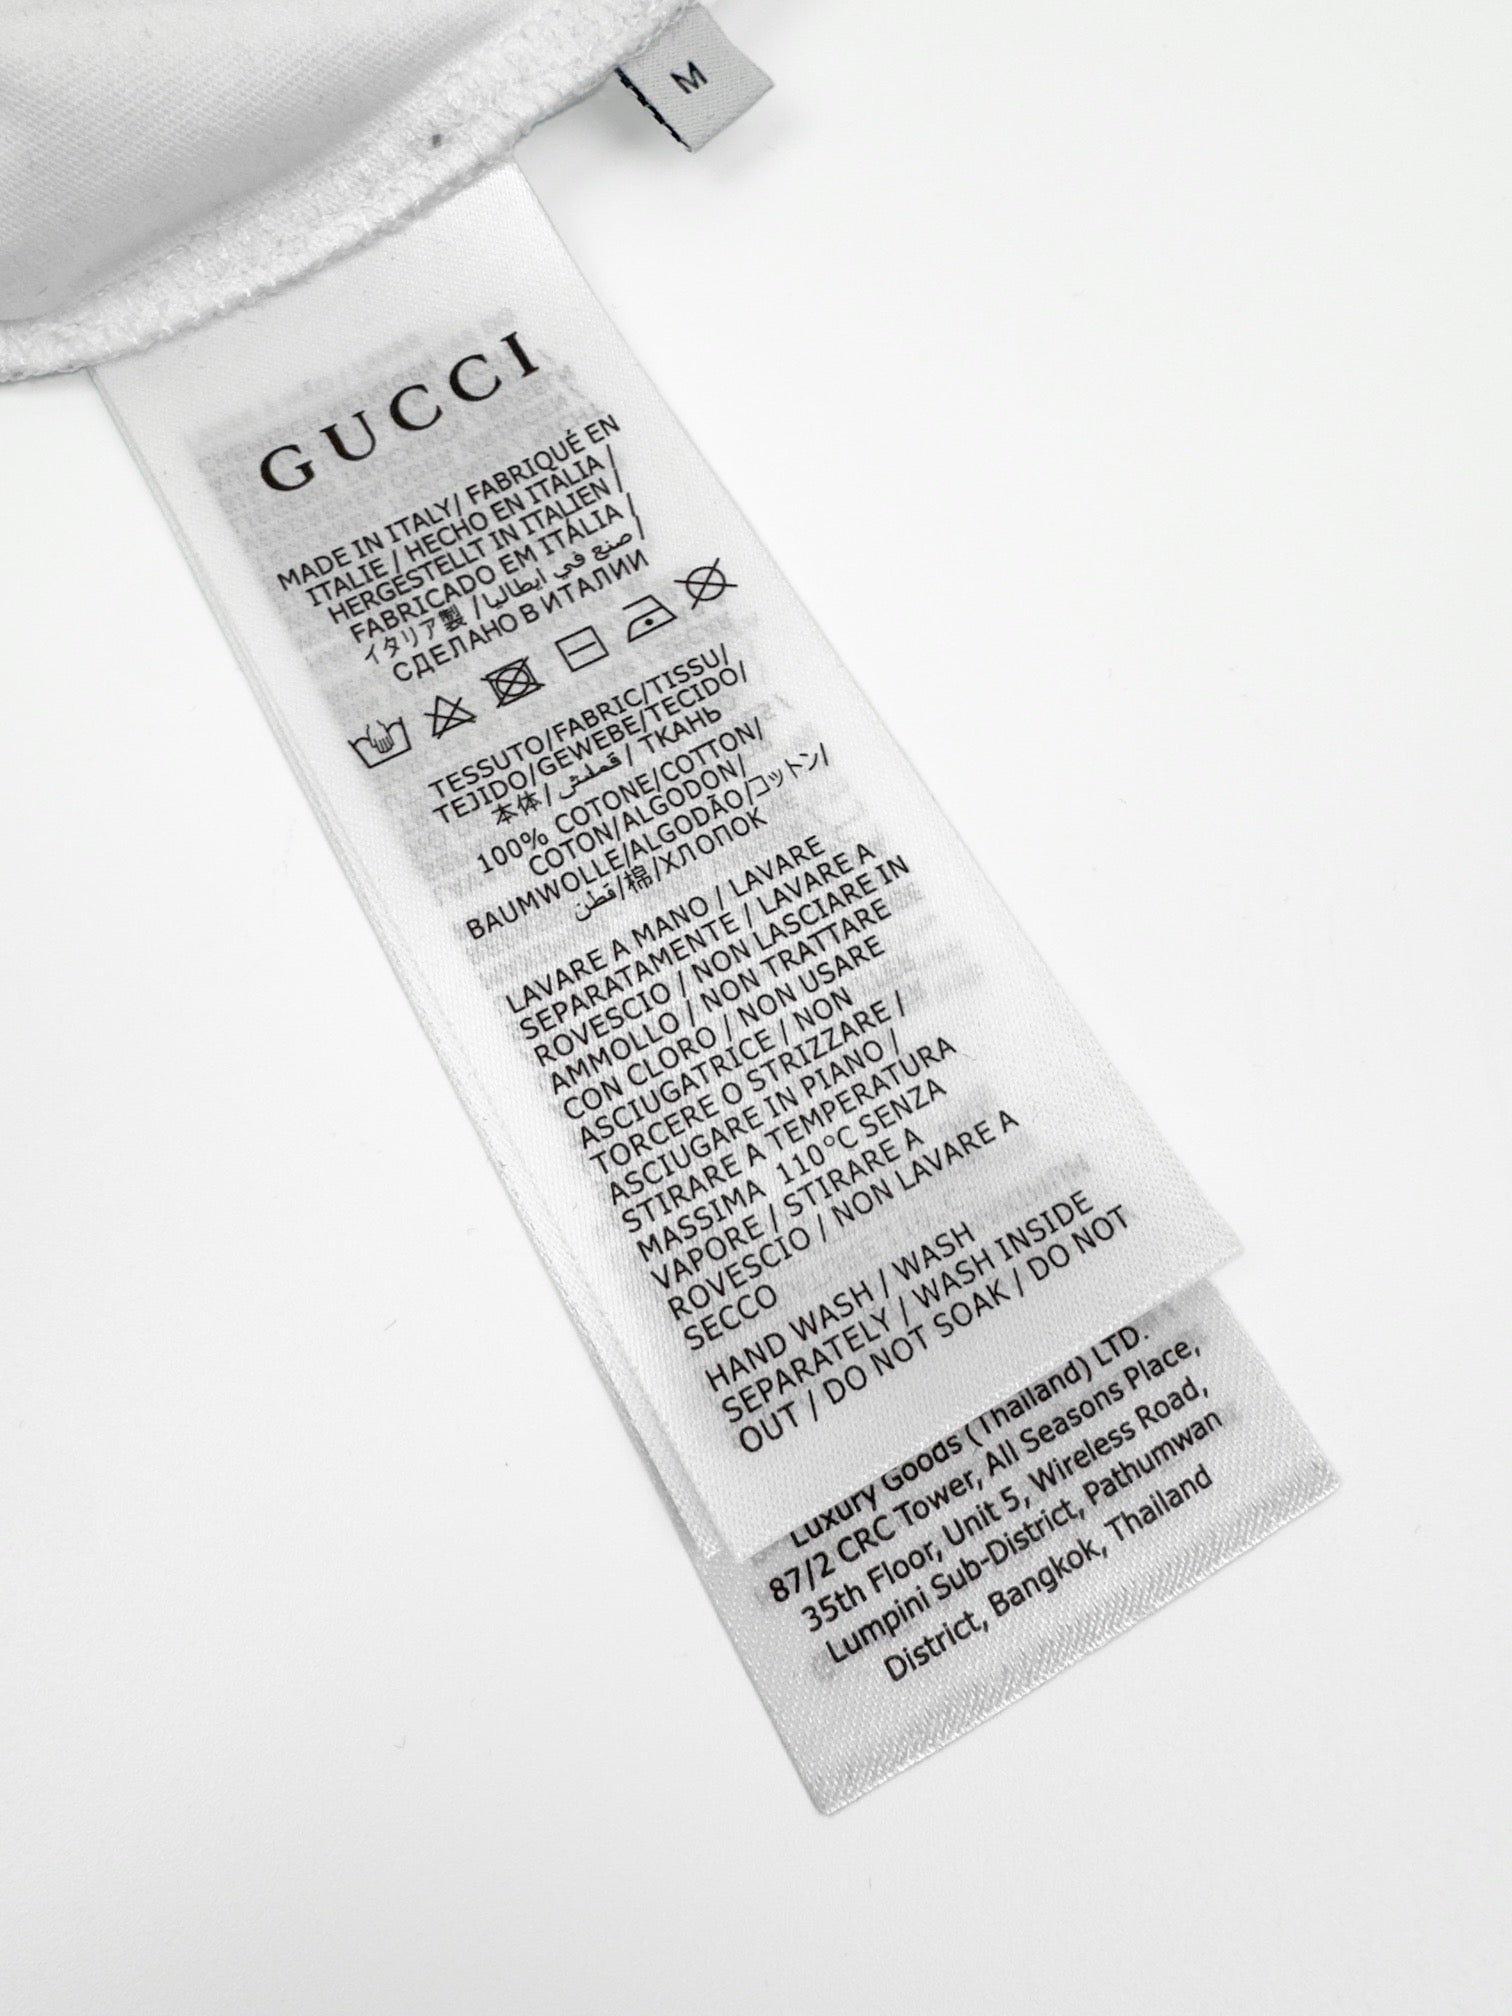 M
GUCCI
MADE IN ITALY/ FABRIQUÉ EN
ITALIE / HECHO EN ITALIA /
HERGESTELLT IN ITALIEN /
FABRICADO EM ITÁLIA /
イタリア製 / صنع في ايطاليا /
СДЕЛАНО В ИТАЛИИ
TESSUTO/FABRIC/TISSU/
TEJIDO/GEWEBE/TECIDO/
本体/ قملش / ТКАНЬ
100% COTONE/COTTON/
COTON/ALGODON/
BAUMWOLLE/ALGODÃO/コットン/
قطن/棉/ХЛОПОК
LAVARE A MANO / LAVARE
SEPARATAMENTE / LAVARE A
ROVESCIO / NON LASCIARE IN
AMMOLLO / NON TRATTARE
CON CLORO / NON USARE
ASCIUGATRICE / NON
TORCERE O STRIZZARE /
ASCIUGARE IN PIANO /
STIRARE A TEMPERATURA
MASSIMA 110°C SENZA
VAPORE / STIRARE A
ROVESCIO / NON LAVARE A
SECCO
HAND WASH / WASH
SEPARATELY / WASH INSIDE
OUT / DO NOT SOAK / DO NOT
Luxury Goods (Thailand) LTD.
87/2 CRC Tower, All Seasons Place,
35th Floor, Unit 5, Wireless Road,
Lumpini Sub-District, Pathumwan
District, Bangkok, Thailand